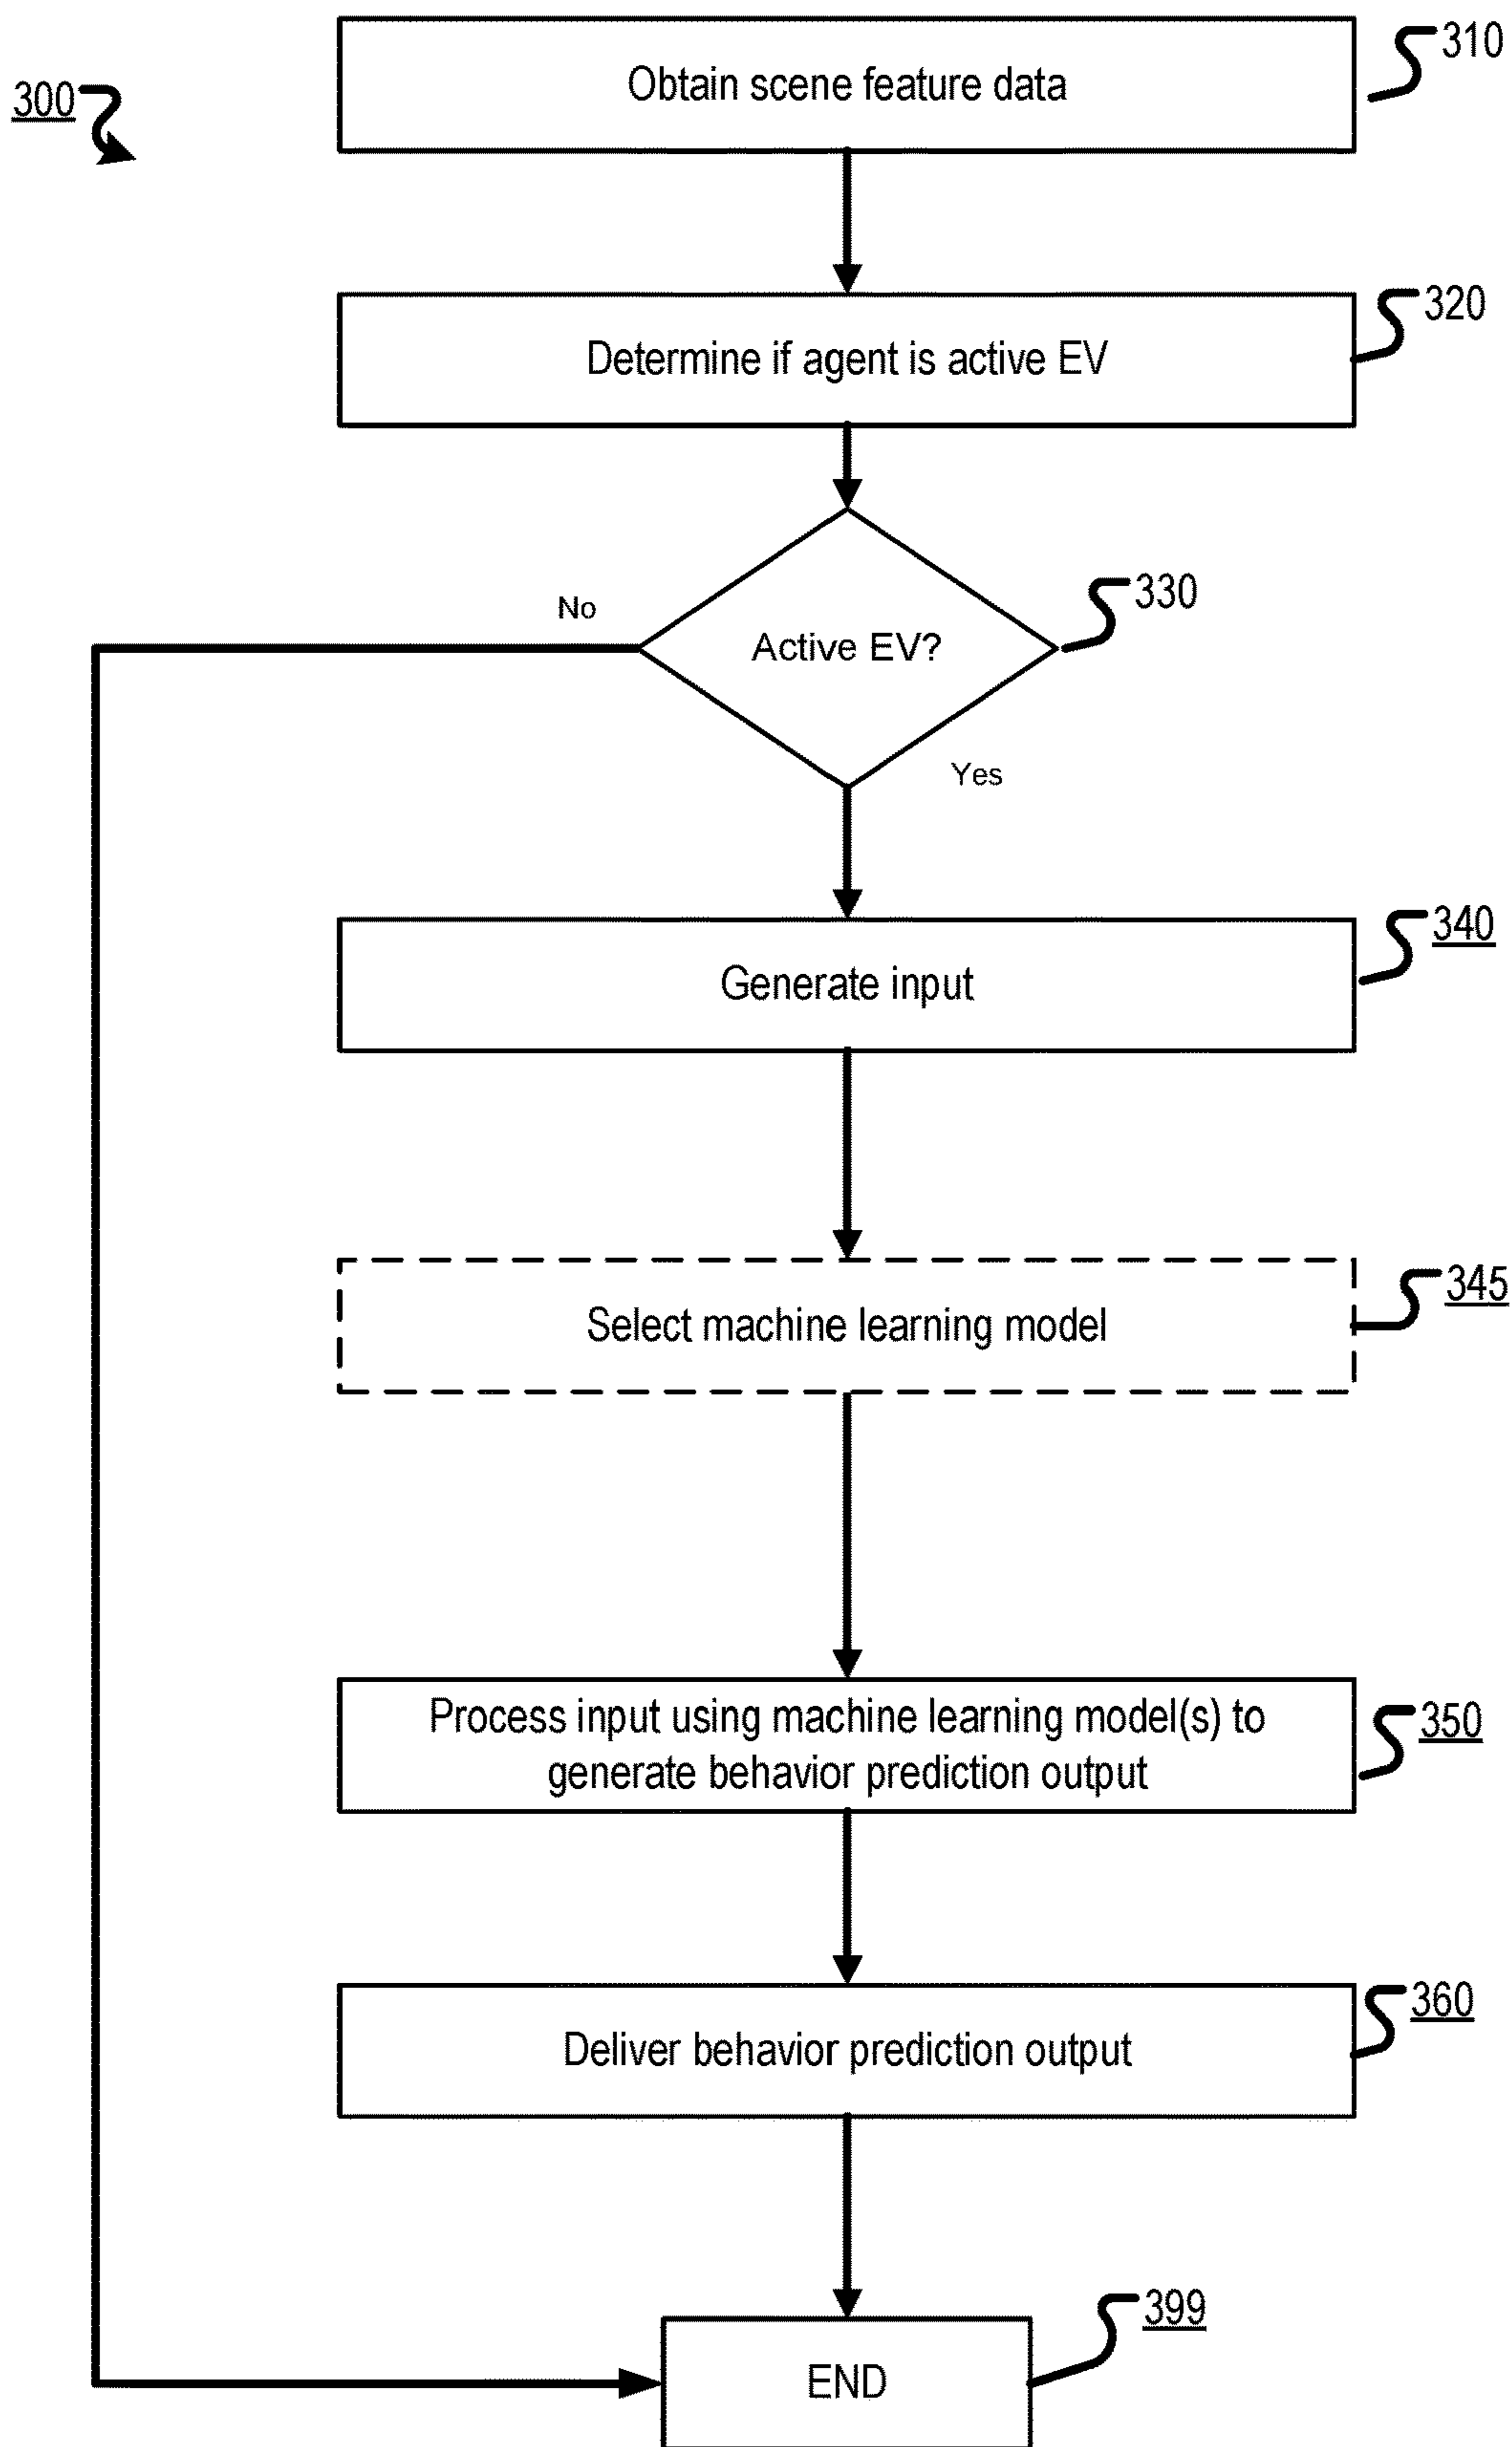 300
Obtain scene feature data
310
Determine if agent is active EV
320
No
Active EV?
330
Yes
Generate input
340
Select machine learning model
345
Process input using machine learning model(s) to
generate behavior prediction output
350
Deliver behavior prediction output
360
END
399